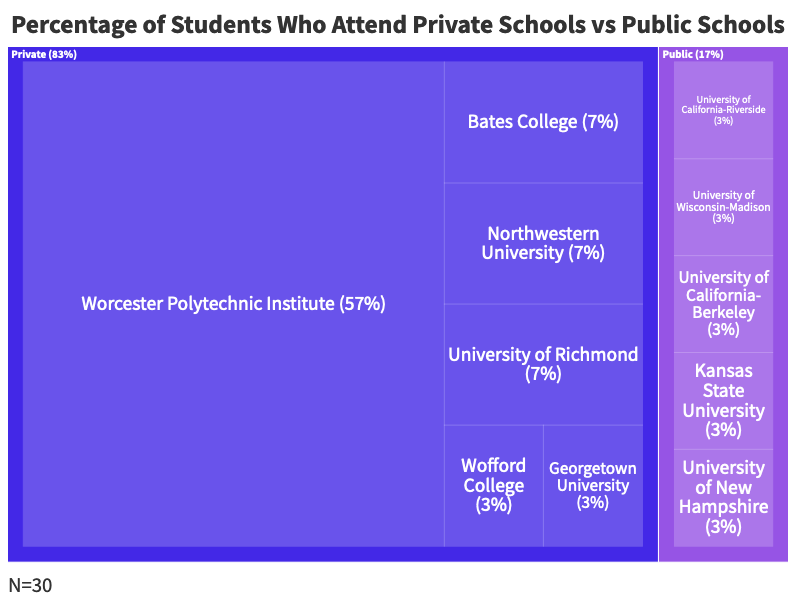 Percentage of Students Who Attend Private Schools vs Public Schools
Private (83%)
Public (17%)
Worcester Polytechnic Institute (57%)
Bates College (7%)
Northwestern
University (7%)
University of Richmond
(7%)
Wofford
College
(3%)
Georgetown
University
(3%)
University of
California-Riverside
(3%)
University of
Wisconsin-Madison
(3%)
University of
California-
Berkeley
(3%)
Kansas
State
University
(3%)
University
of New
Hampshire
(3%)
N=30